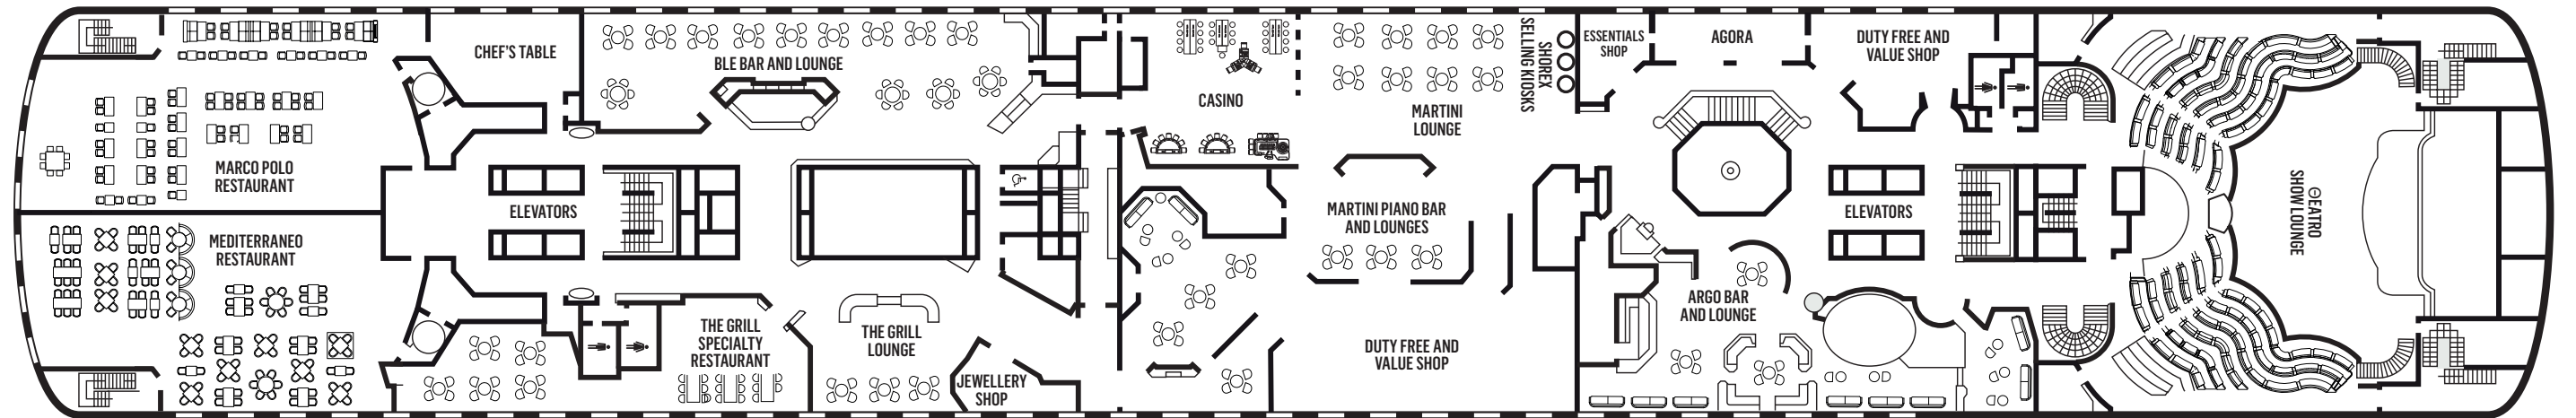 MARCO POLO
RESTAURANT
MEDITERRANEO
RESTAURANT
CHEF'S TABLE
ELEVATORS
BLE BAR AND LOUNGE
THE GRILL
SPECIALTY
RESTAURANT
THE GRILL
LOUNGE
JEWELLERY
SHOP
CASINO
MARTINI
LOUNGE
SHOREX
SELLING KIOSKS
MARTINI PIANO BAR
AND LOUNGES
DUTY FREE AND
VALUE SHOP
ESSENTIALS
SHOP
AGORA
DUTY FREE AND
VALUE SHOP
ELEVATORS
ARGO BAR
AND LOUNGE
ΘEATRO
SHOW LOUNGE